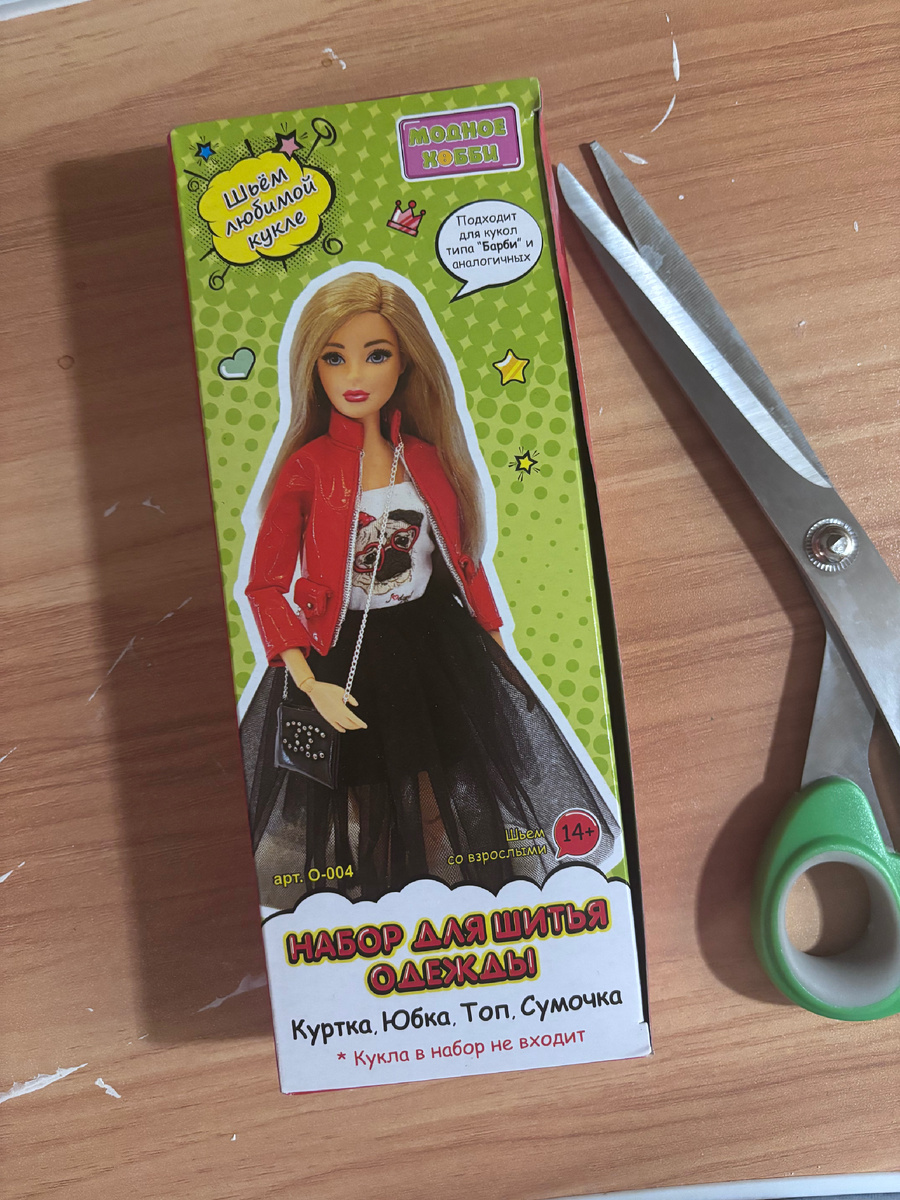 МОДНОЕ
ХОББИ
Шьём
любимой
кукле
Подходит
для кукол
типа "Барби" и
аналогичных
Шьем
со взрослыми
14+
арт. О-004
НАБОР ДЛЯ ШИТЬЯ
ОДЕЖДЫ
Куртка, Юбка, Топ, Сумочка
* Кукла в набор не входит